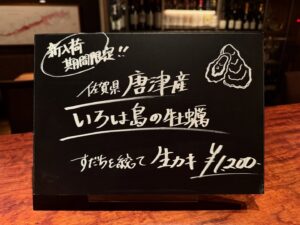 新入荷
期間限定!!
佐賀県 唐津産
いろは島の牡蠣
すだちを絞って 生カキ ¥1,200-